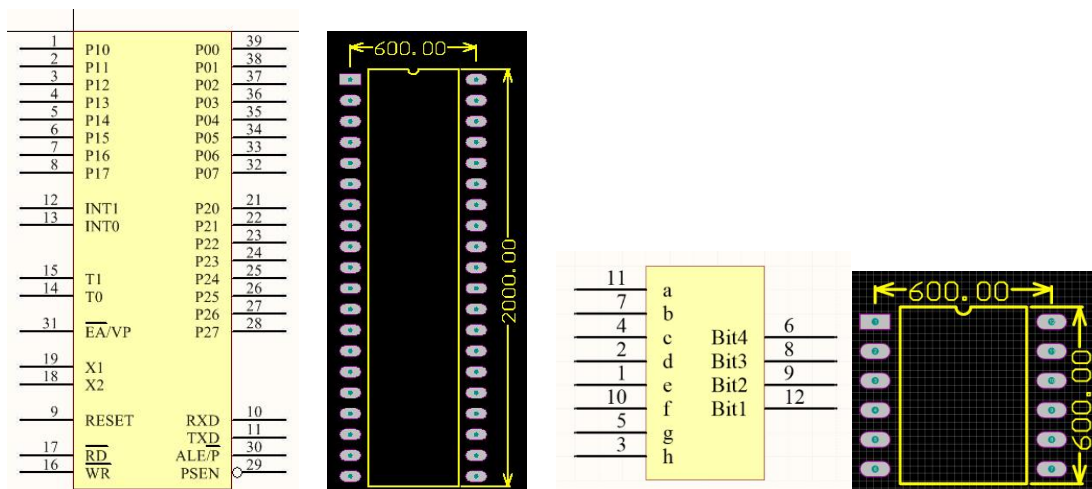 1 P10 P00 39
2 P11 P01 38
3 P12 P02 37
4 P13 P03 36
5 P14 P04 35
6 P15 P05 34
7 P16 P06 33
8 P17 P07 32
12 INT1 P20 21
13 INT0 P21 22
P22 23
P23 24
15 T1 P24 25
14 T0 P25 26
P26 27
31 E̅A̅/VP P27 28
19 X1
18 X2
9 RESET RXD 10
TXD 11
17 R̅D̅ ALE/P̅ 30
16 W̅R̅ PSEN 29
600.00
2000.00
11 a
7 b
4 c Bit4 6
2 d Bit3 8
1 e Bit2 9
10 f Bit1 12
5 g
3 h
600.00
600.00